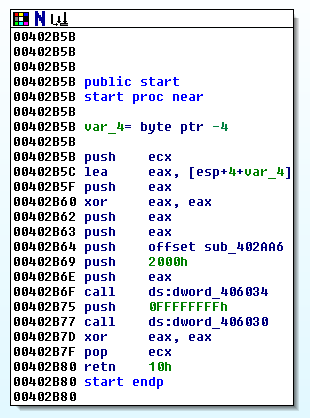 N
00402B5B
00402B5B
00402B5B
00402B5B public start
00402B5B start proc near
00402B5B
00402B5B var_4= byte ptr -4
00402B5B
00402B5B push    ecx
00402B5C lea     eax, [esp+4+var_4]
00402B5F push    eax
00402B60 xor     eax, eax
00402B62 push    eax
00402B63 push    eax
00402B64 push    offset sub_402AA6
00402B69 push    2000h
00402B6E push    eax
00402B6F call    ds:dword_406034
00402B75 push    0FFFFFFFFh
00402B77 call    ds:dword_406030
00402B7D xor     eax, eax
00402B7F pop     ecx
00402B80 retn    10h
00402B80 start endp
00402B80